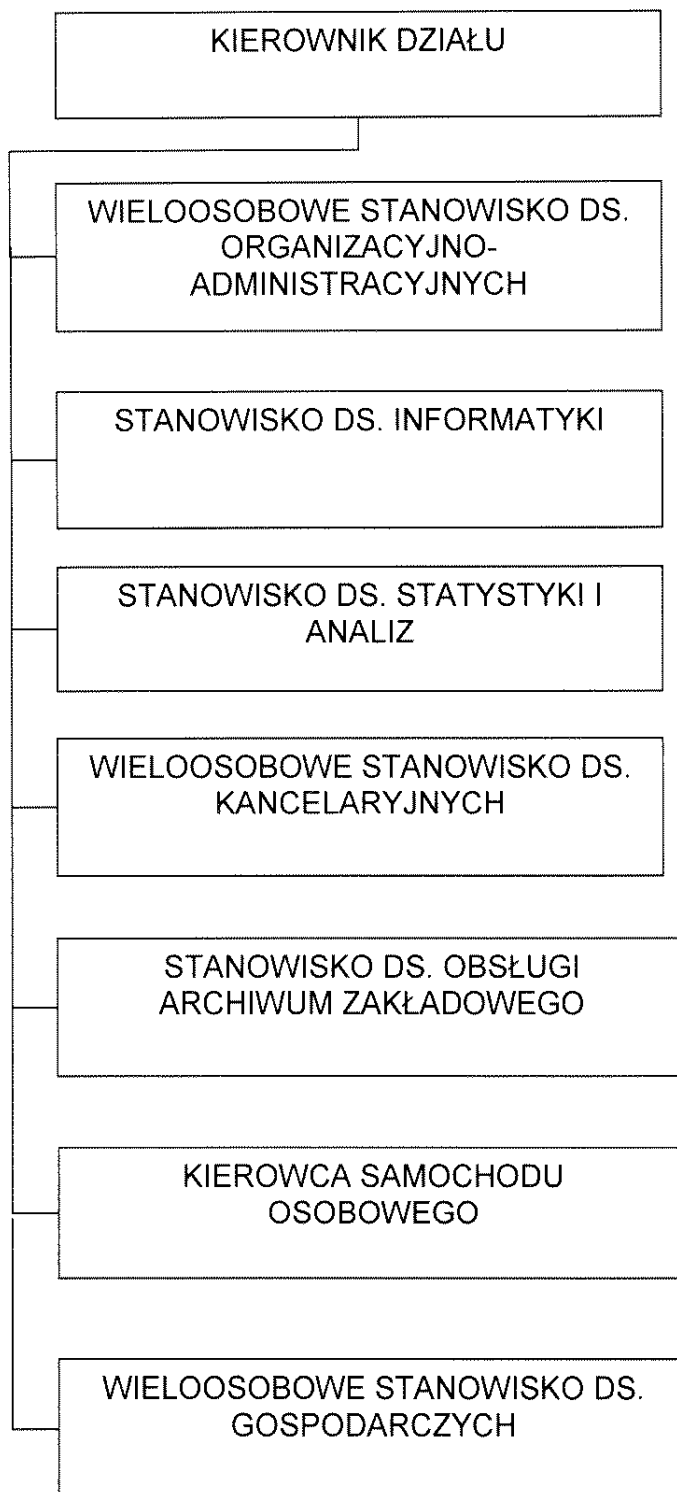 KIEROWNIK DZIAŁU
WIELOOSOBOWE STANOWISKO DS.
ORGANIZACYJNO-
ADMINISTRACYJNYCH
STANOWISKO DS. INFORMATYKI
STANOWISKO DS. STATYSTYKI I
ANALIZ
WIELOOSOBOWE STANOWISKO DS.
KANCELARYJNYCH
STANOWISKO DS. OBSŁUGI
ARCHIWUM ZAKŁADOWEGO
KIEROWCA SAMOCHODU
OSOBOWEGO
WIELOOSOBOWE STANOWISKO DS.
GOSPODARCZYCH